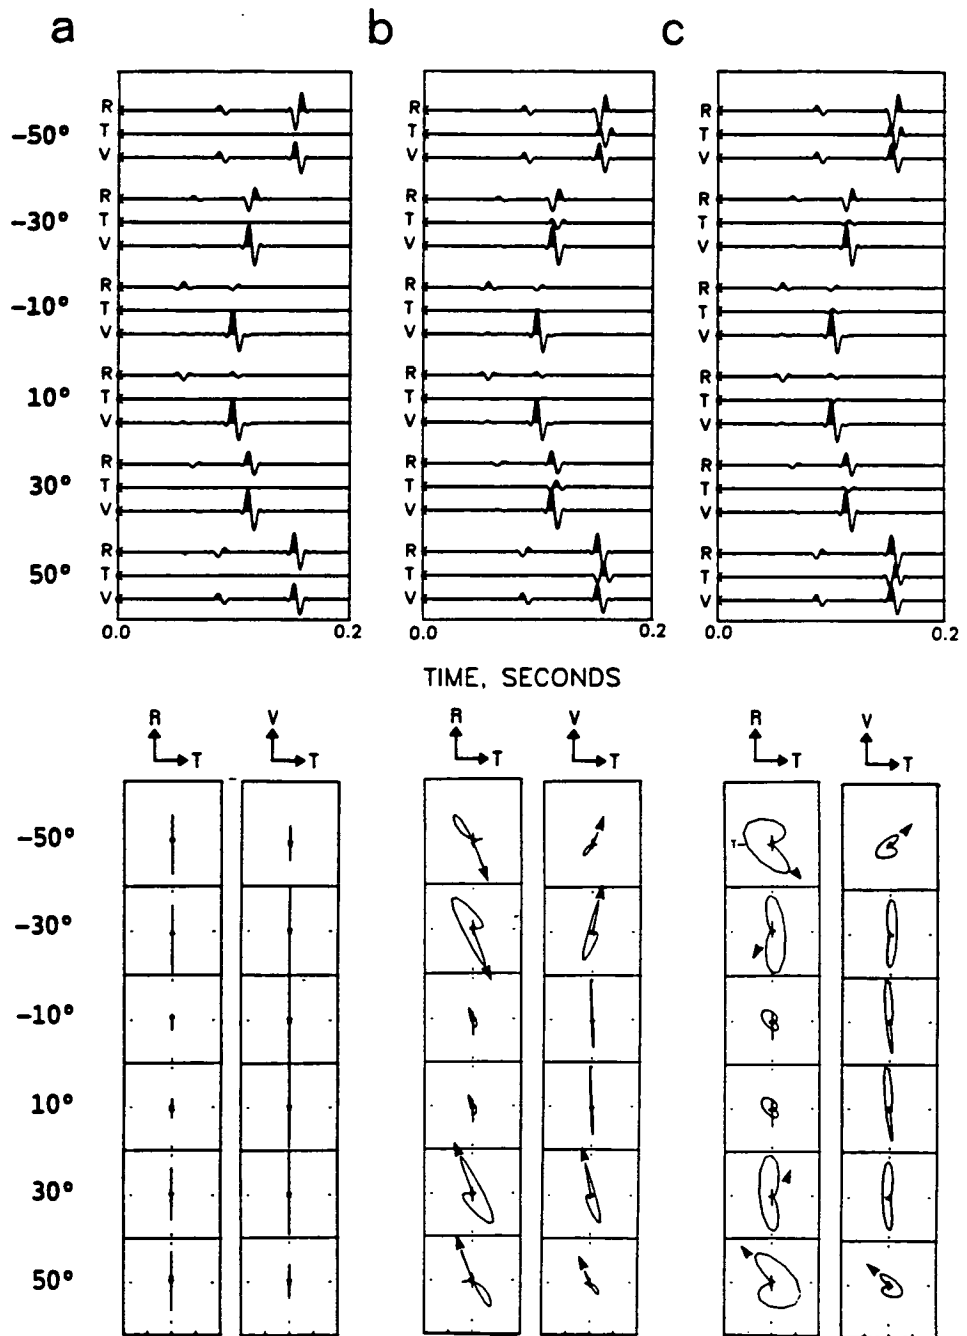 a b c
R R R
-50° T T T
V V V
R R R
-30° T T T
V V V
R R R
-10° T T T
V V V
R R R
10° T T T
V V V
R R R
30° T T T
V V V
R R R
50° T T T
V V V
0.0 0.2 0.0 0.2 0.0 0.2
TIME, SECONDS
R V R V R V
T T T T T T
-50°
-30°
-10°
10°
30°
50°